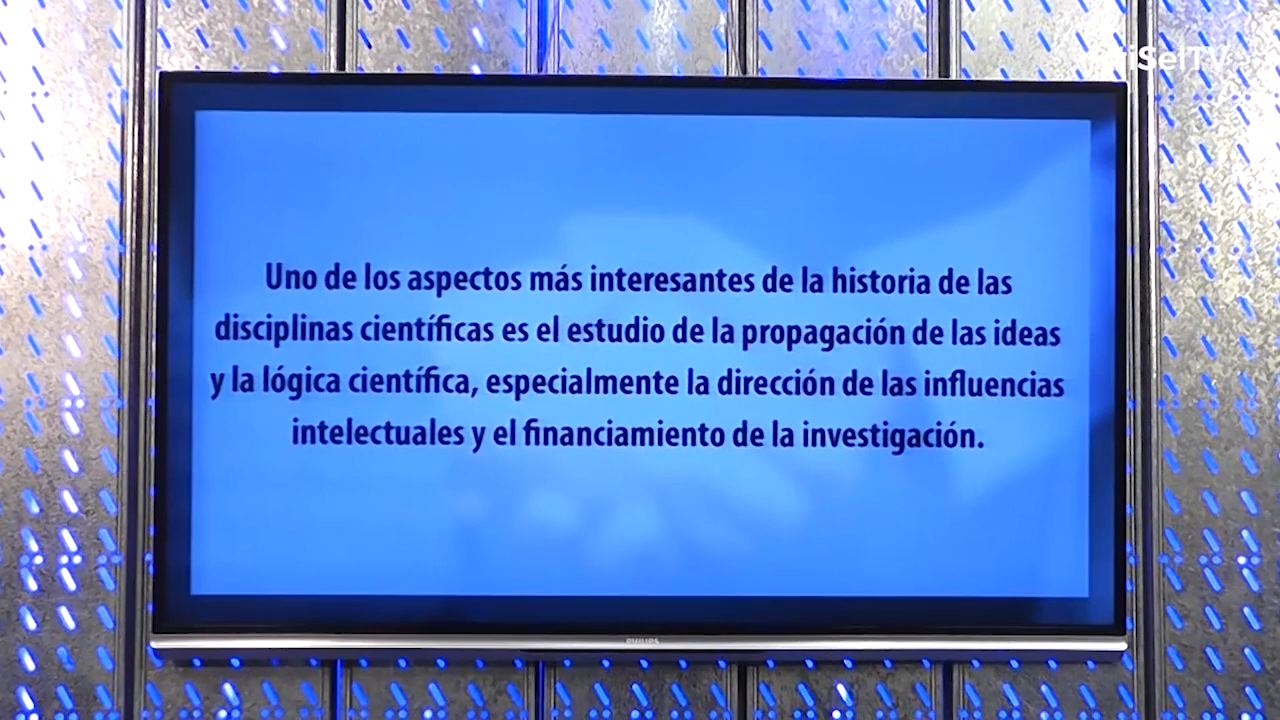 Uno de los aspectos más interesantes de la historia de las
disciplinas científicas es el estudio de la propagación de las ideas
y la lógica científica, especialmente la dirección de las influencias
intelectuales y el financiamiento de la investigación.
PHILIPS